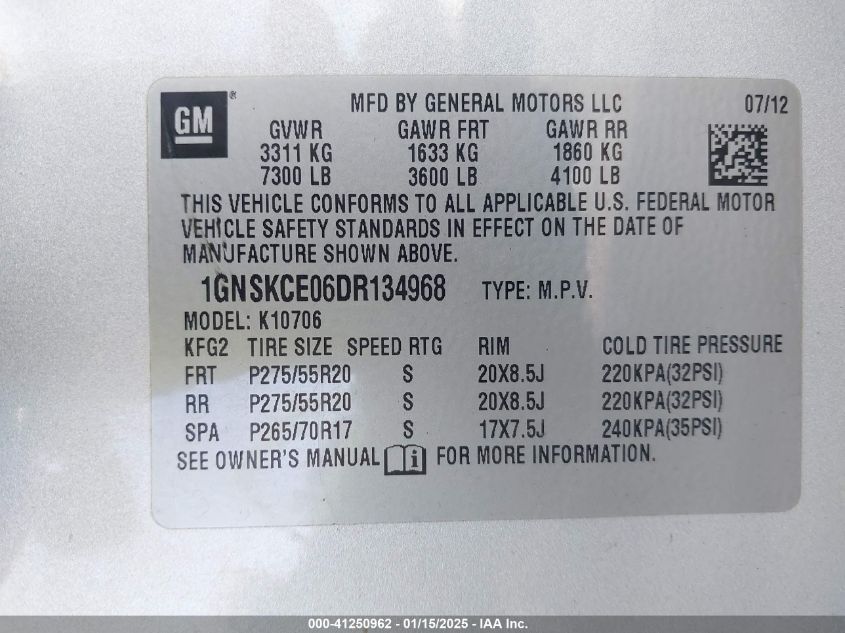 GM ®
MFD BY GENERAL MOTORS LLC 07/12
GVWR GAWR FRT GAWR RR
3311 KG 1633 KG 1860 KG
7300 LB 3600 LB 4100 LB
THIS VEHICLE CONFORMS TO ALL APPLICABLE U.S. FEDERAL MOTOR
VEHICLE SAFETY STANDARDS IN EFFECT ON THE DATE OF
MANUFACTURE SHOWN ABOVE.
1GNSKCE06DR134968 TYPE: M.P.V.
MODEL: K10706
KFG2 TIRE SIZE SPEED RTG RIM COLD TIRE PRESSURE
FRT P275/55R20 S 20X8.5J 220KPA(32PSI)
RR P275/55R20 S 20X8.5J 220KPA(32PSI)
SPA P265/70R17 S 17X7.5J 240KPA(35PSI)
SEE OWNER'S MANUAL i FOR MORE INFORMATION.
000-41250962 - 01/15/2025 - IAA Inc.